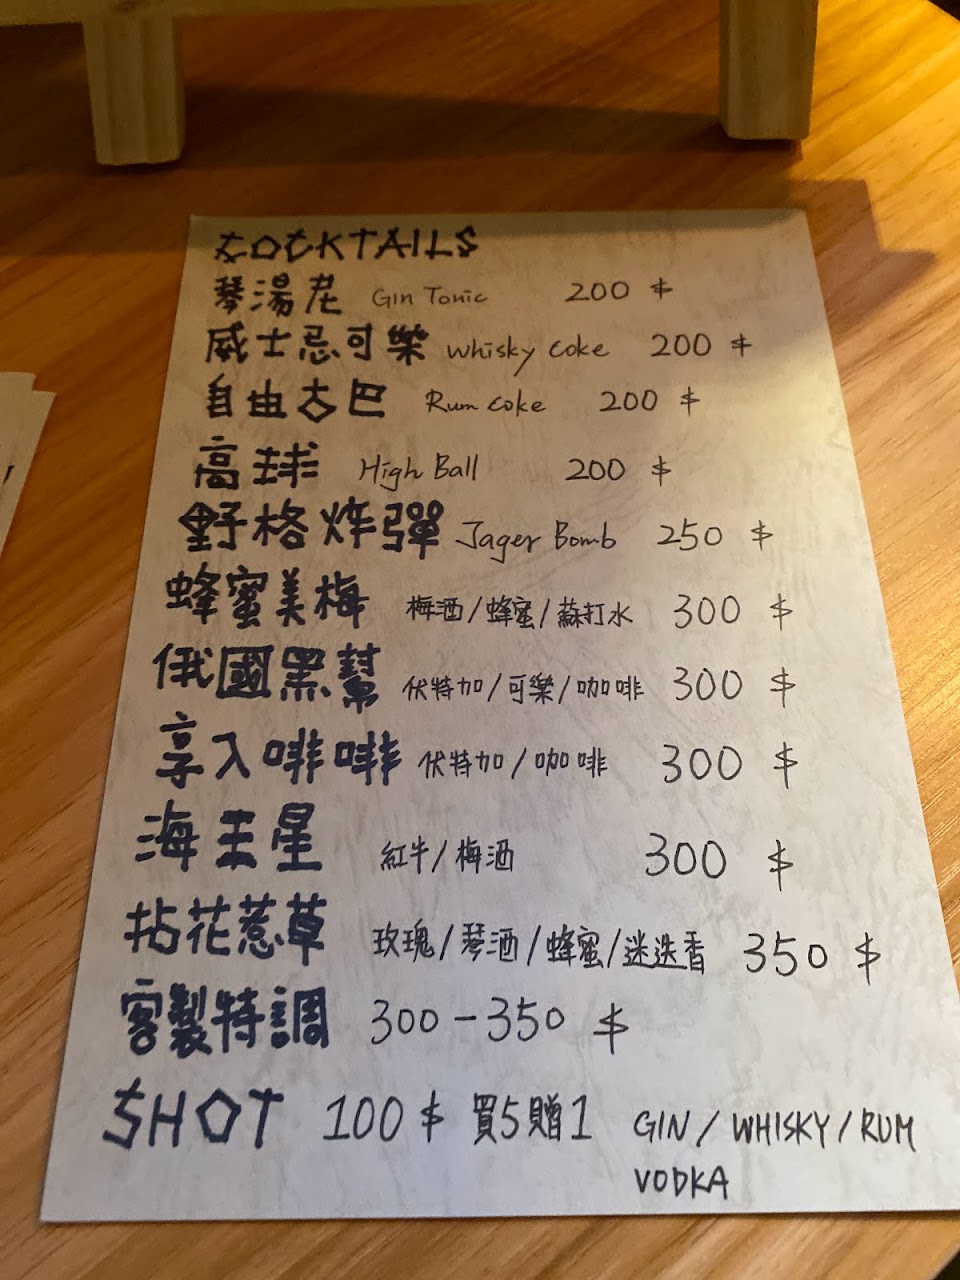 COCKTAILS
琴湯尼 Gin Tonic 200 $
威士忌可樂 Whisky Coke 200 $
自由古巴 Rum Coke 200 $
高球 High Ball 200 $
野格炸彈 Jager Bomb 250 $
蜂蜜美梅 梅酒/蜂蜜/蘇打水 300 $
俄國黑幫 伏特加/可樂/咖啡 300 $
享入啡啡 伏特加/咖啡 300 $
海王星 紅牛/梅酒 300 $
拈花惹草 玫瑰/琴酒/蜂蜜/迷迭香 350 $
客製特調 300-350 $
SHOT 100 $ 買5贈1 GIN / WHISKY / RUM
VODKA